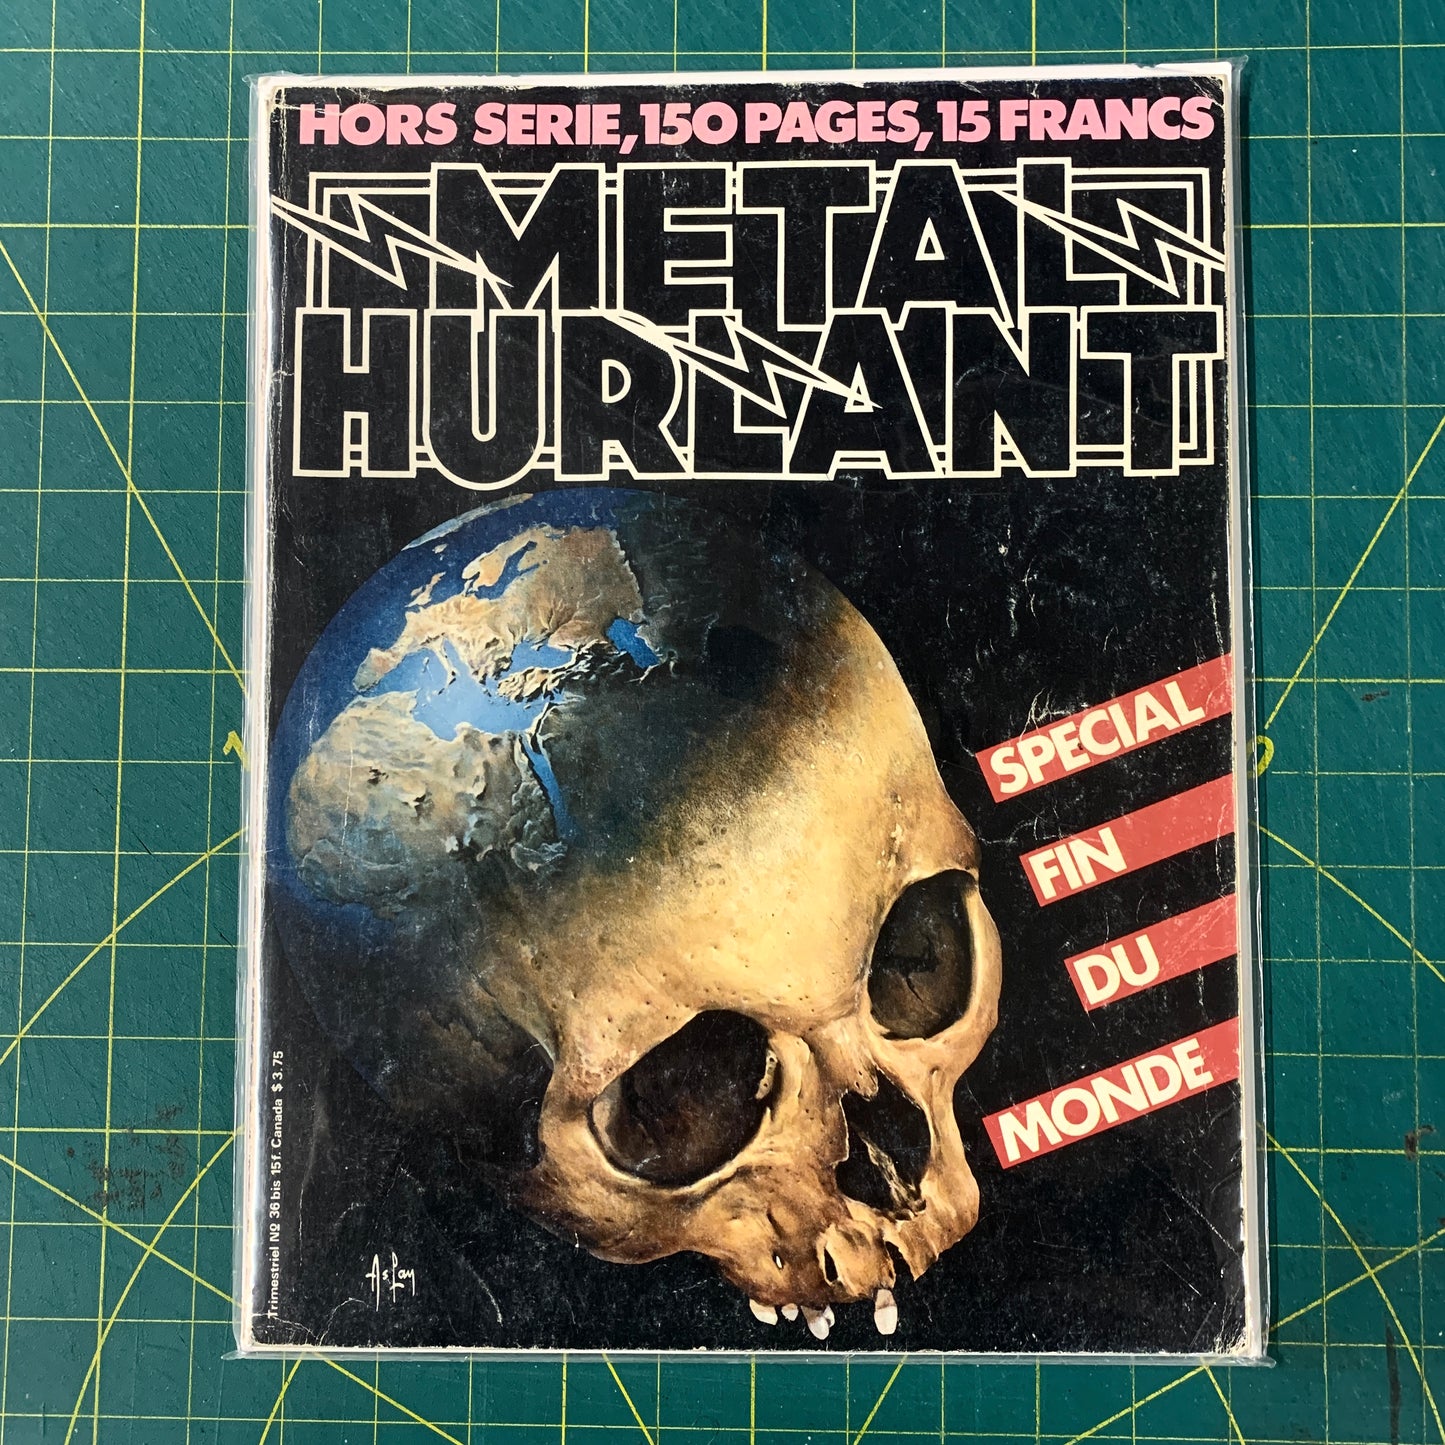 HORS SERIE, 150 PAGES, 15 FRANCS
METAL
HURLANT
SPECIAL
FIN
DU
MONDE
Trimestriel Nº 36 bis 15f. Canada $ 3.75
Aslan